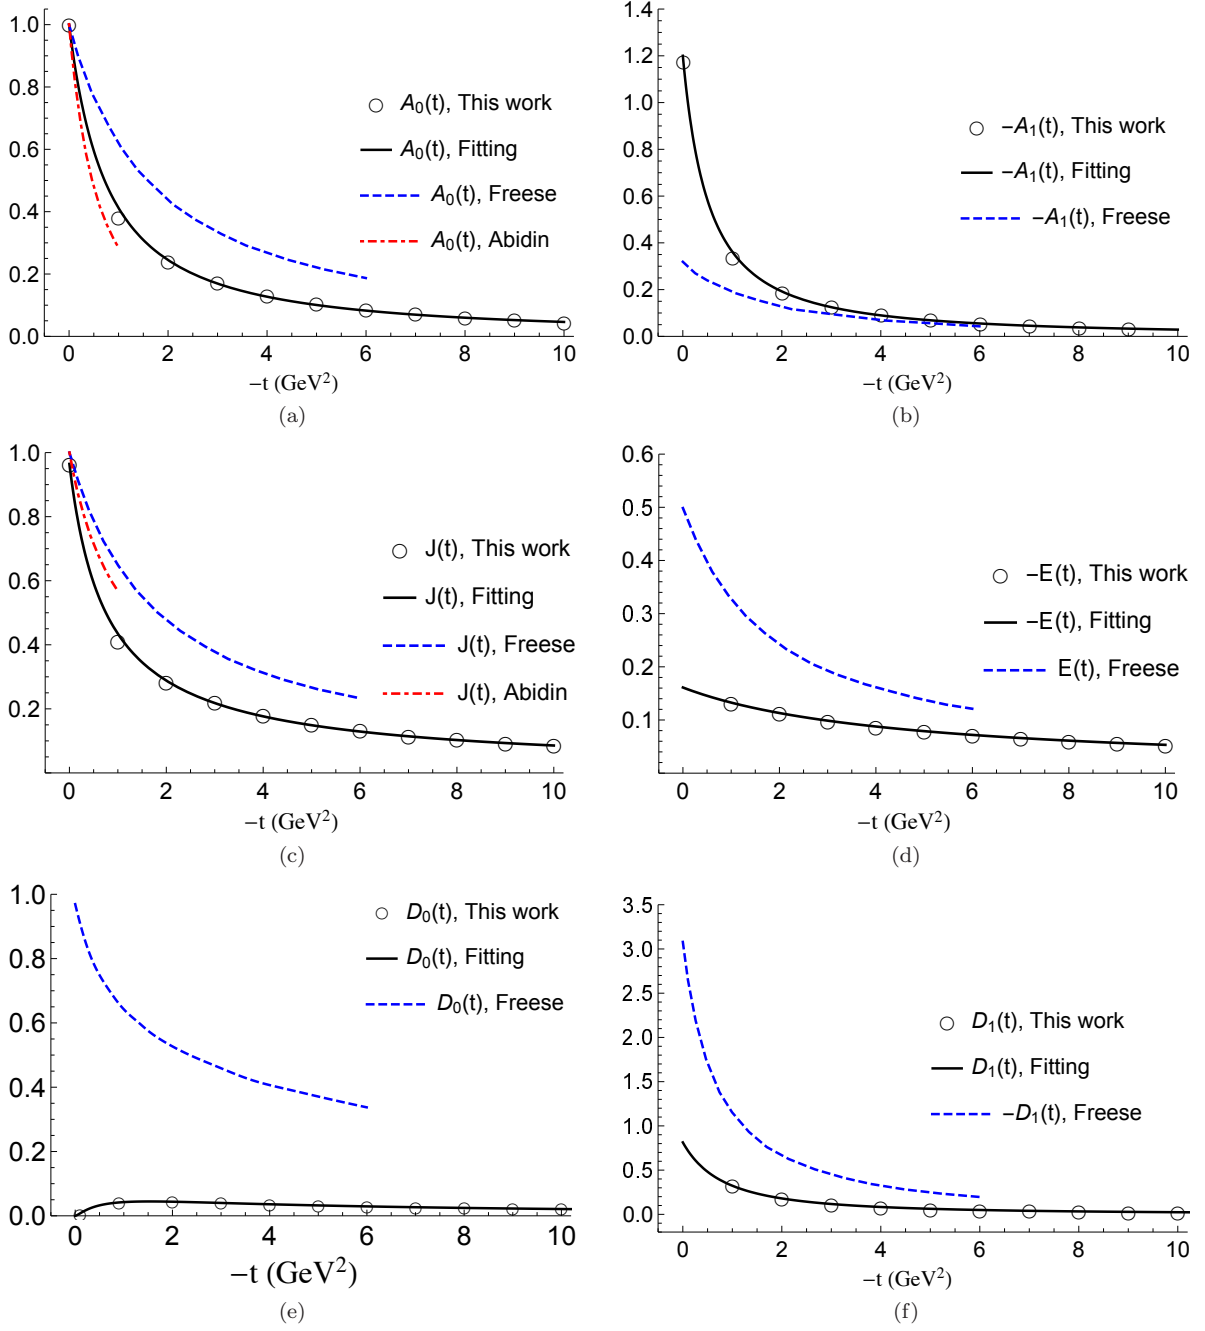 1.0
0.8
0.6
0.4
0.2
0.0
0 2 4 6 8 10
A₀(t), This work
A₀(t), Fitting
A₀(t), Freese
A₀(t), Abidin
−t (GeV²)
(a)
1.4
1.2
1.0
0.8
0.6
0.4
0.2
0.0
0 2 4 6 8 10
−A₁(t), This work
−A₁(t), Fitting
−A₁(t), Freese
−t (GeV²)
(b)
1.0
0.8
0.6
0.4
0.2
0 2 4 6 8 10
J(t), This work
J(t), Fitting
J(t), Freese
J(t), Abidin
−t (GeV²)
(c)
0.6
0.5
0.4
0.3
0.2
0.1
0 2 4 6 8 10
−E(t), This work
−E(t), Fitting
E(t), Freese
−t (GeV²)
(d)
1.0
0.8
0.6
0.4
0.2
0.0
0 2 4 6 8 10
D₀(t), This work
D₀(t), Fitting
D₀(t), Freese
−t (GeV²)
(e)
3.5
3.0
2.5
2.0
1.5
1.0
0.5
0.0
0 2 4 6 8 10
D₁(t), This work
D₁(t), Fitting
−D₁(t), Freese
−t (GeV²)
(f)